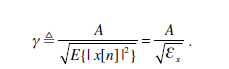 γ ≜ A / √E{|x[n]|²} = A / √ℰₓ .